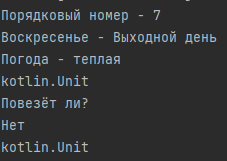 Порядковый номер - 7
Воскресенье - Выходной день
Погода - теплая
kotlin.Unit
Повезёт ли?
Нет
kotlin.Unit